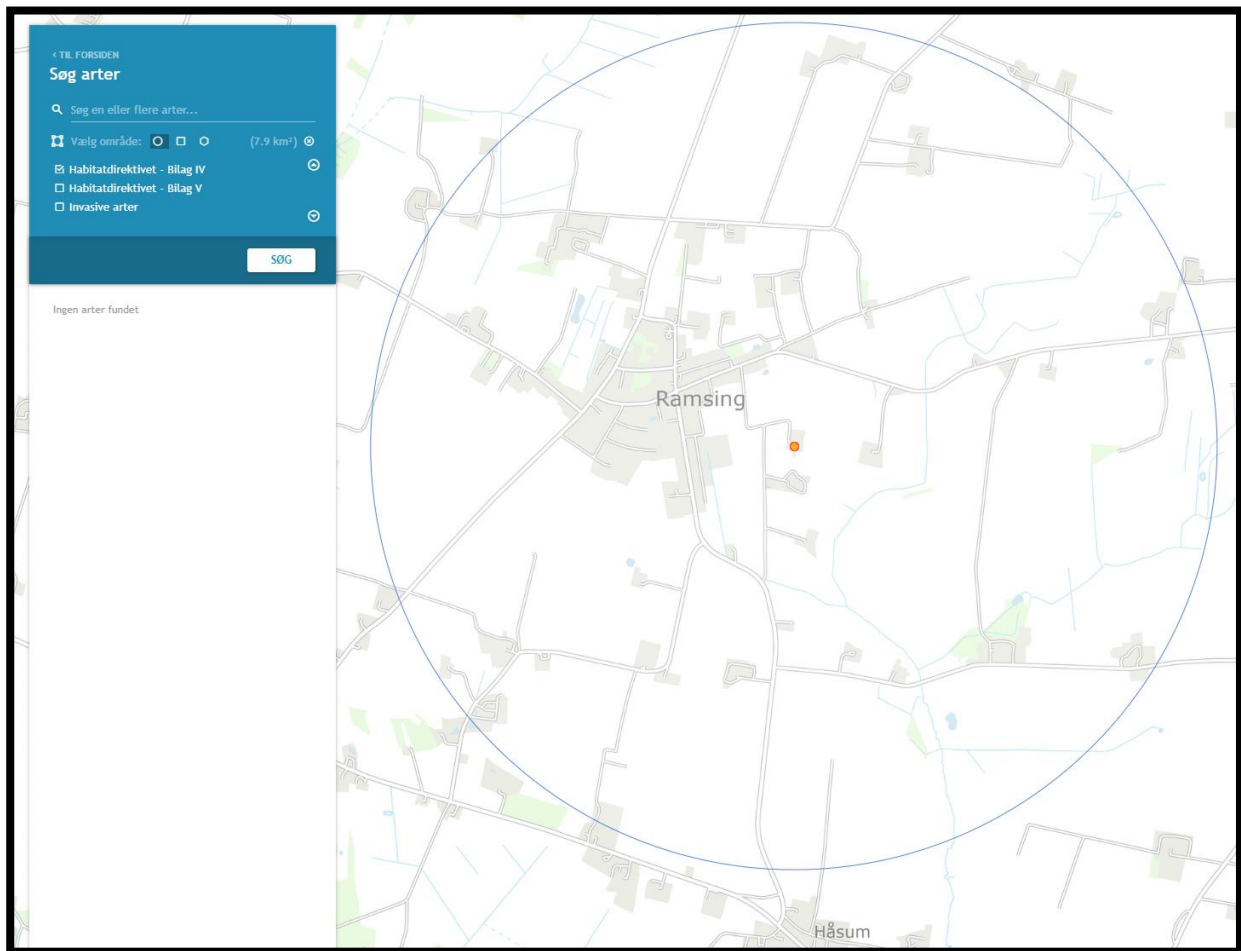 ‹ TIL FORSIDEN
Søg arter
Søg en eller flere arter...
Vælg område: (7.9 km²)
Habitatdirektivet - Bilag IV
Habitatdirektivet - Bilag V
Invasive arter
SØG
Ingen arter fundet
Ramsing
Håsum